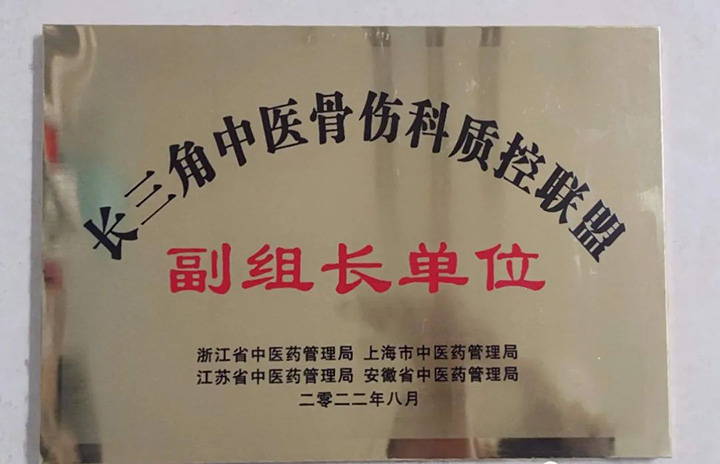 长三角中医骨伤科质控联盟
副组长单位
浙江省中医药管理局 上海市中医药管理局
江苏省中医药管理局 安徽省中医药管理局
二零二二年八月